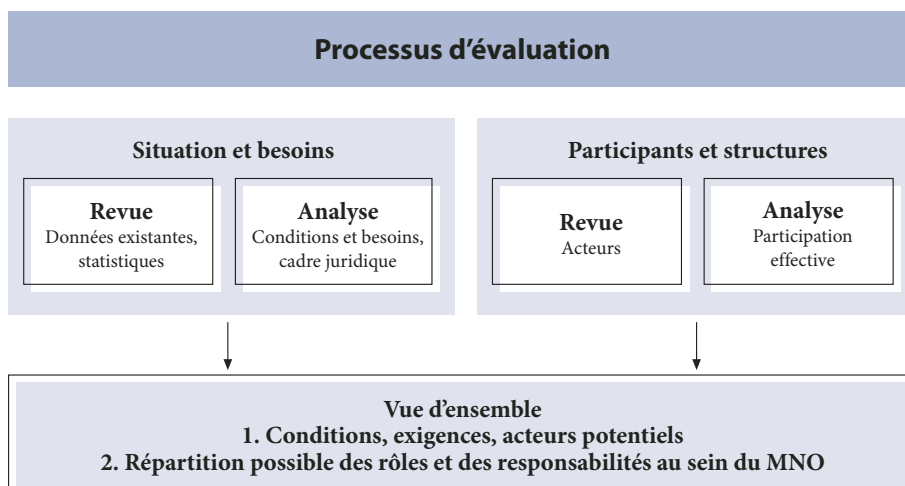 Processus d'évaluation
Situation et besoins
Revue
Données existantes,
statistiques
Analyse
Conditions et besoins,
cadre juridique
Participants et structures
Revue
Acteurs
Analyse
Participation
effective
Vue d'ensemble
1. Conditions, exigences, acteurs potentiels
2. Répartition possible des rôles et des responsabilités au sein du MNO